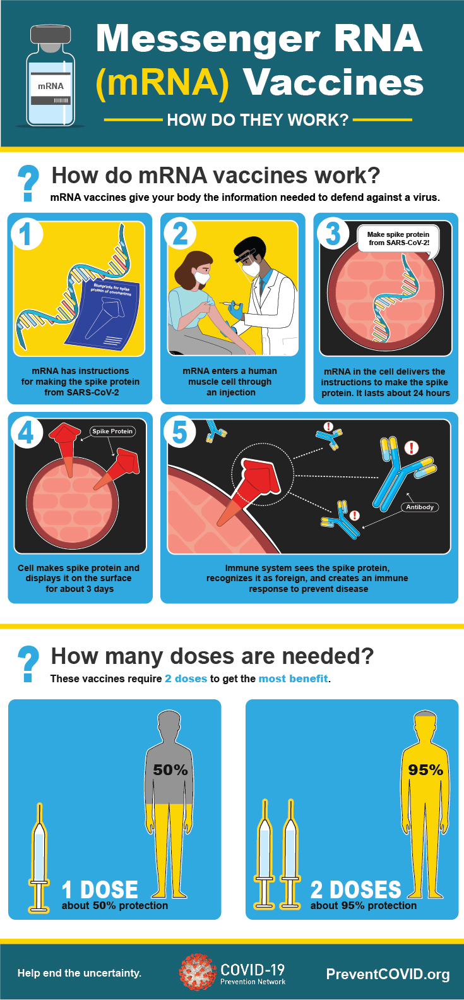 mRNA
Messenger RNA
(mRNA) Vaccines
HOW DO THEY WORK?
?
How do mRNA vaccines work?
mRNA vaccines give your body the information needed to defend against a virus.
1
Blueprints for spike
protein of coronavirus
mRNA has instructions
for making the spike protein
from SARS-CoV-2
2
mRNA enters a human
muscle cell through
an injection
3
Make spike protein
from SARS-CoV-2!
mRNA in the cell delivers the
instructions to make the spike
protein. It lasts about 24 hours
4
Spike Protein
Cell makes spike protein and
displays it on the surface
for about 3 days
5
!
!
!
Antibody
Immune system sees the spike protein,
recognizes it as foreign, and creates an immune
response to prevent disease
?
How many doses are needed?
These vaccines require 2 doses to get the most benefit.
50%
1 DOSE
about 50% protection
95%
2 DOSES
about 95% protection
Help end the uncertainty.
COVID-19
Prevention Network
PreventCOVID.org